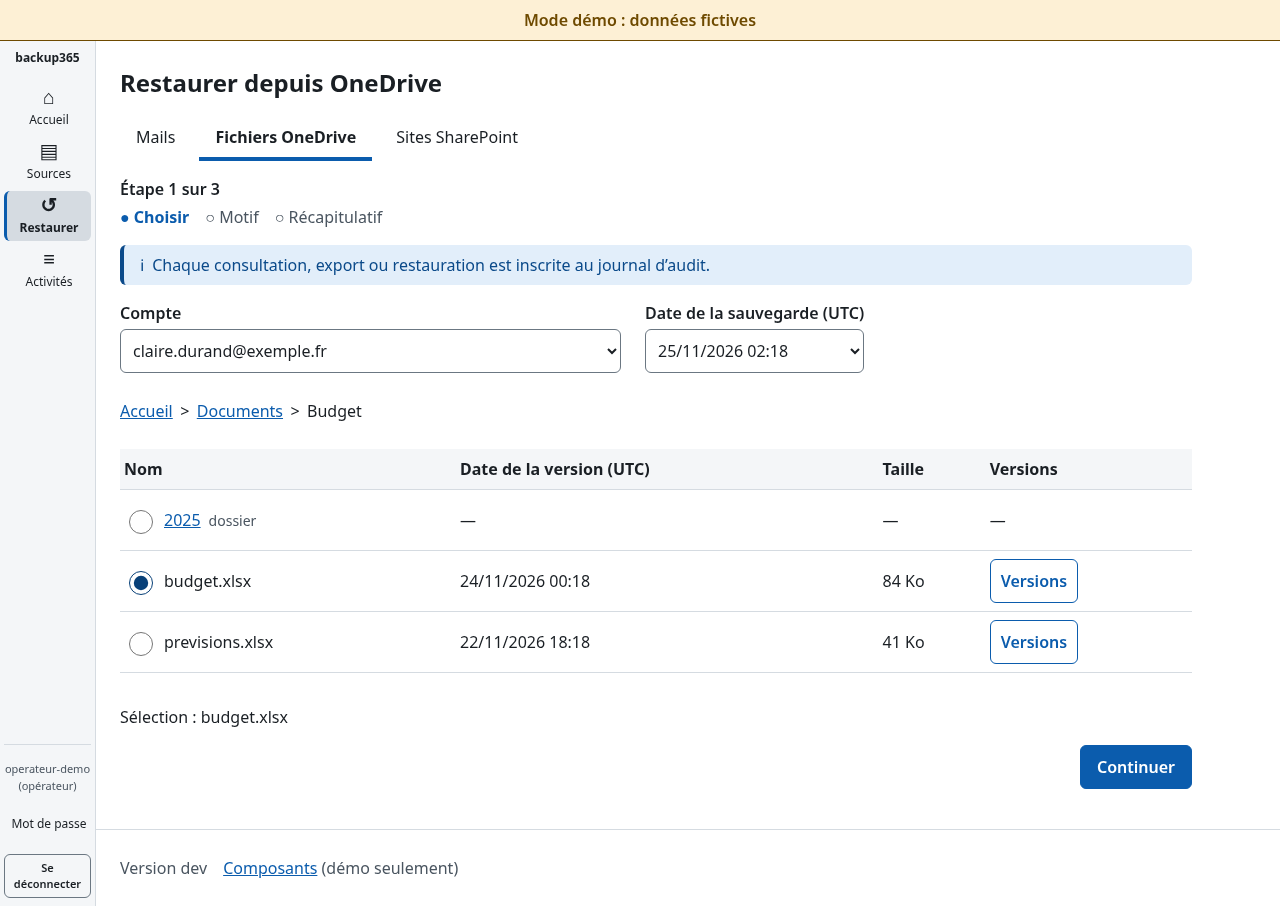 Mode démo : données fictives
backup365
Accueil
Sources
Restaurer
Activités
operateur-demo
(opérateur)
Mot de passe
Se
déconnecter
Restaurer depuis OneDrive
Mails Fichiers OneDrive Sites SharePoint
Étape 1 sur 3
● Choisir ○ Motif ○ Récapitulatif
i Chaque consultation, export ou restauration est inscrite au journal d’audit.
Compte Date de la sauvegarde (UTC)
claire.durand@exemple.fr 25/11/2026 02:18
Accueil > Documents > Budget
Nom Date de la version (UTC) Taille Versions
2025 dossier — — —
budget.xlsx 24/11/2026 00:18 84 Ko Versions
previsions.xlsx 22/11/2026 18:18 41 Ko Versions
Sélection : budget.xlsx
Continuer
Version dev Composants (démo seulement)